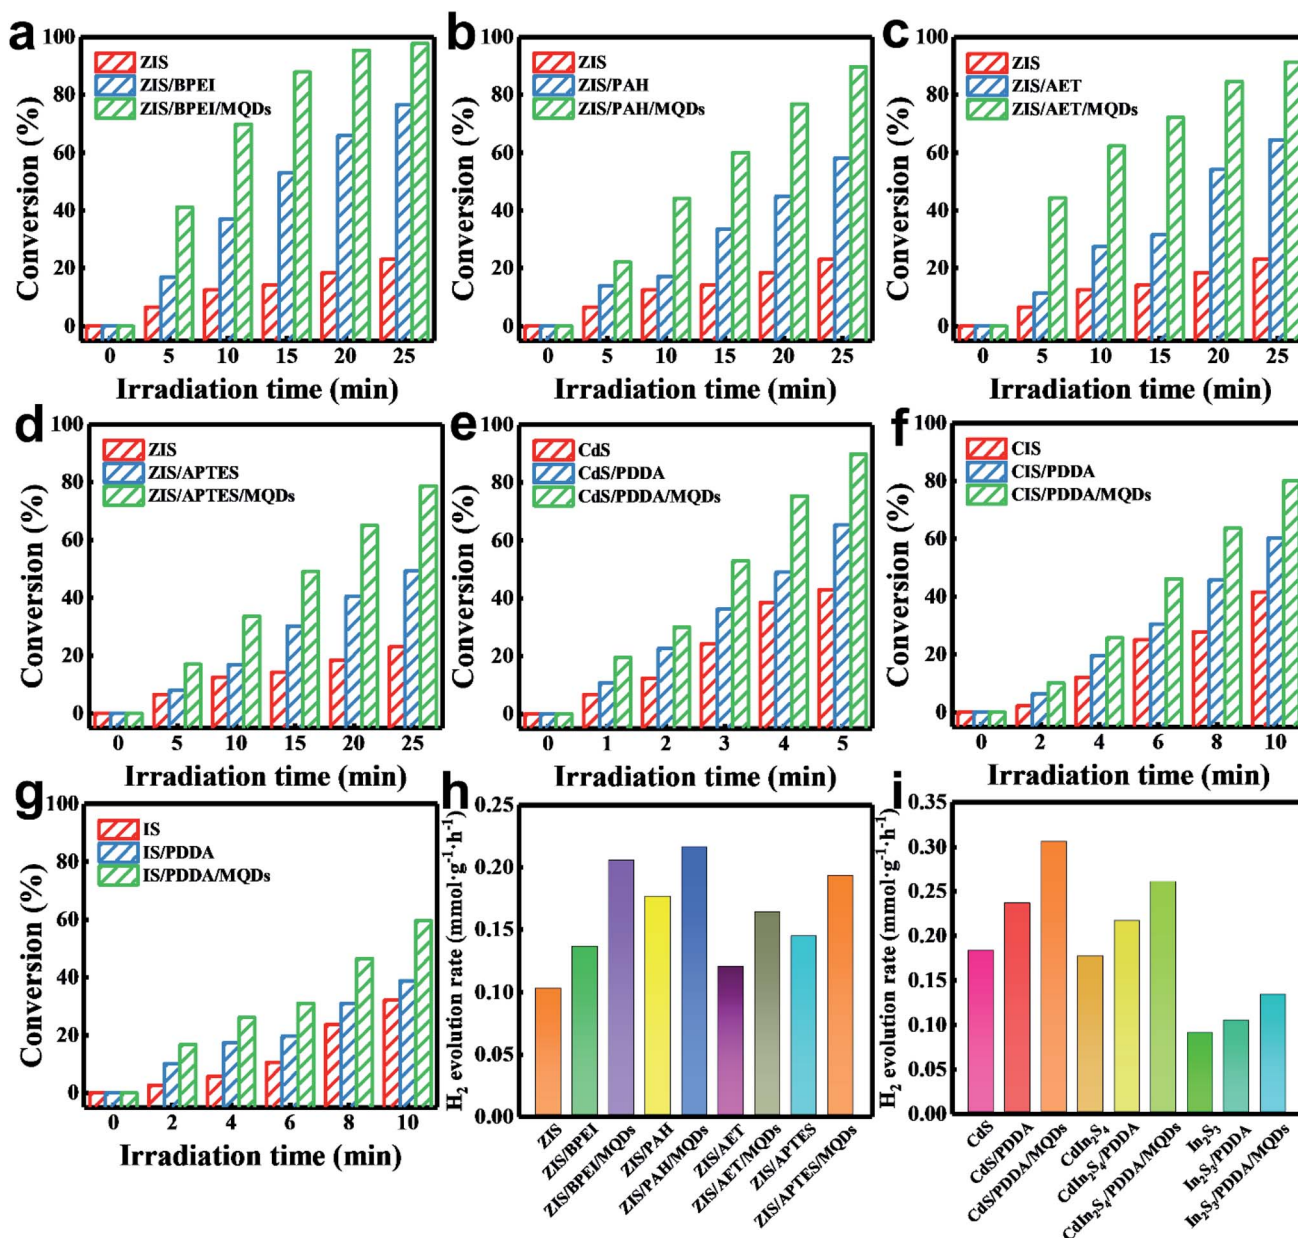 a
100
80
60
40
20
0
Conversion (%)
ZIS
ZIS/BPEI
ZIS/BPEI/MQDs
0 5 10 15 20 25
Irradiation time (min)
b
100
80
60
40
20
0
Conversion (%)
ZIS
ZIS/PAH
ZIS/PAH/MQDs
0 5 10 15 20 25
Irradiation time (min)
c
100
80
60
40
20
0
Conversion (%)
ZIS
ZIS/AET
ZIS/AET/MQDs
0 5 10 15 20 25
Irradiation time (min)
d
100
80
60
40
20
0
Conversion (%)
ZIS
ZIS/APTES
ZIS/APTES/MQDs
0 5 10 15 20 25
Irradiation time (min)
e
100
80
60
40
20
0
Conversion (%)
CdS
CdS/PDDA
CdS/PDDA/MQDs
0 1 2 3 4 5
Irradiation time (min)
f
100
80
60
40
20
0
Conversion (%)
CIS
CIS/PDDA
CIS/PDDA/MQDs
0 2 4 6 8 10
Irradiation time (min)
g
100
80
60
40
20
0
Conversion (%)
IS
IS/PDDA
IS/PDDA/MQDs
0 2 4 6 8 10
Irradiation time (min)
h
0.25
0.20
0.15
0.10
0.05
0.00
H₂ evolution rate (mmol·g⁻¹·h⁻¹)
ZIS
ZIS/BPEI
ZIS/BPEI/MQDs
ZIS/PAH
ZIS/PAH/MQDs
ZIS/AET
ZIS/AET/MQDs
ZIS/APTES
ZIS/APTES/MQDs
i
0.35
0.30
0.25
0.20
0.15
0.10
0.05
0.00
H₂ evolution rate (mmol·g⁻¹·h⁻¹)
CdS
CdS/PDDA
CdS/PDDA/MQDs
CdIn₂S₄
CdIn₂S₄/PDDA
CdIn₂S₄/PDDA/MQDs
In₂S₃
In₂S₃/PDDA
In₂S₃/PDDA/MQDs